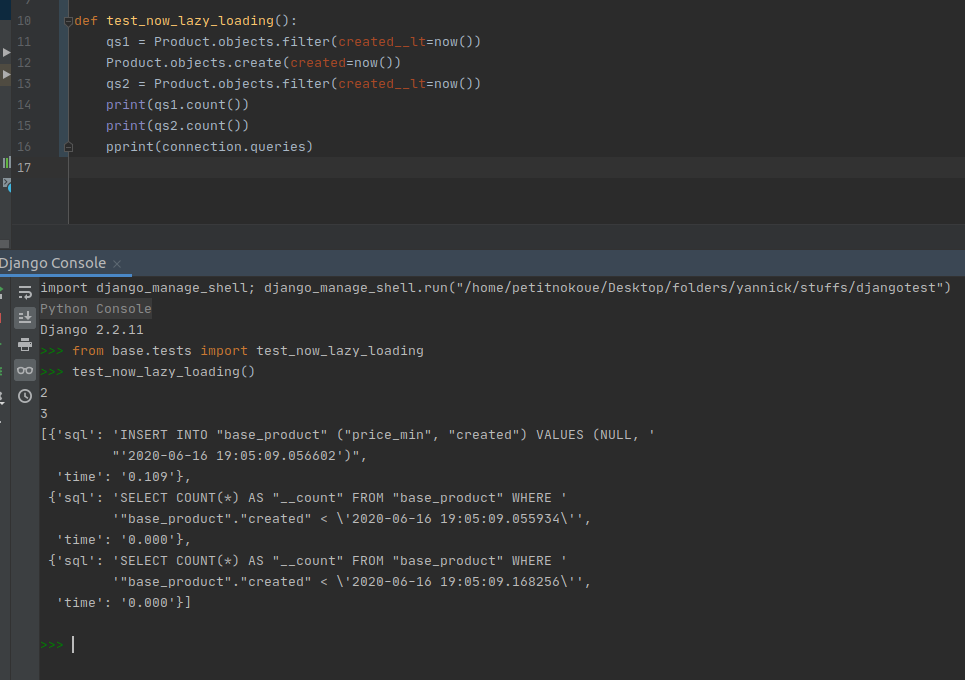 10 def test_now_lazy_loading():
11 qs1 = Product.objects.filter(created__lt=now())
12 Product.objects.create(created=now())
13 qs2 = Product.objects.filter(created__lt=now())
14 print(qs1.count())
15 print(qs2.count())
16 pprint(connection.queries)
17
Django Console ×
import django_manage_shell; django_manage_shell.run("/home/petitnokoue/Desktop/folders/yannick/stuffs/djangotest")
Python Console
Django 2.2.11
>>> from base.tests import test_now_lazy_loading
>>> test_now_lazy_loading()
2
3
[{'sql': 'INSERT INTO "base_product" ("price_min", "created") VALUES (NULL, '
"'2020-06-16 19:05:09.056602')",
'time': '0.109'},
{'sql': 'SELECT COUNT(*) AS "__count" FROM "base_product" WHERE '
'"base_product"."created" < \'2020-06-16 19:05:09.055934\'',
'time': '0.000'},
{'sql': 'SELECT COUNT(*) AS "__count" FROM "base_product" WHERE '
'"base_product"."created" < \'2020-06-16 19:05:09.168256\'',
'time': '0.000'}]
>>>